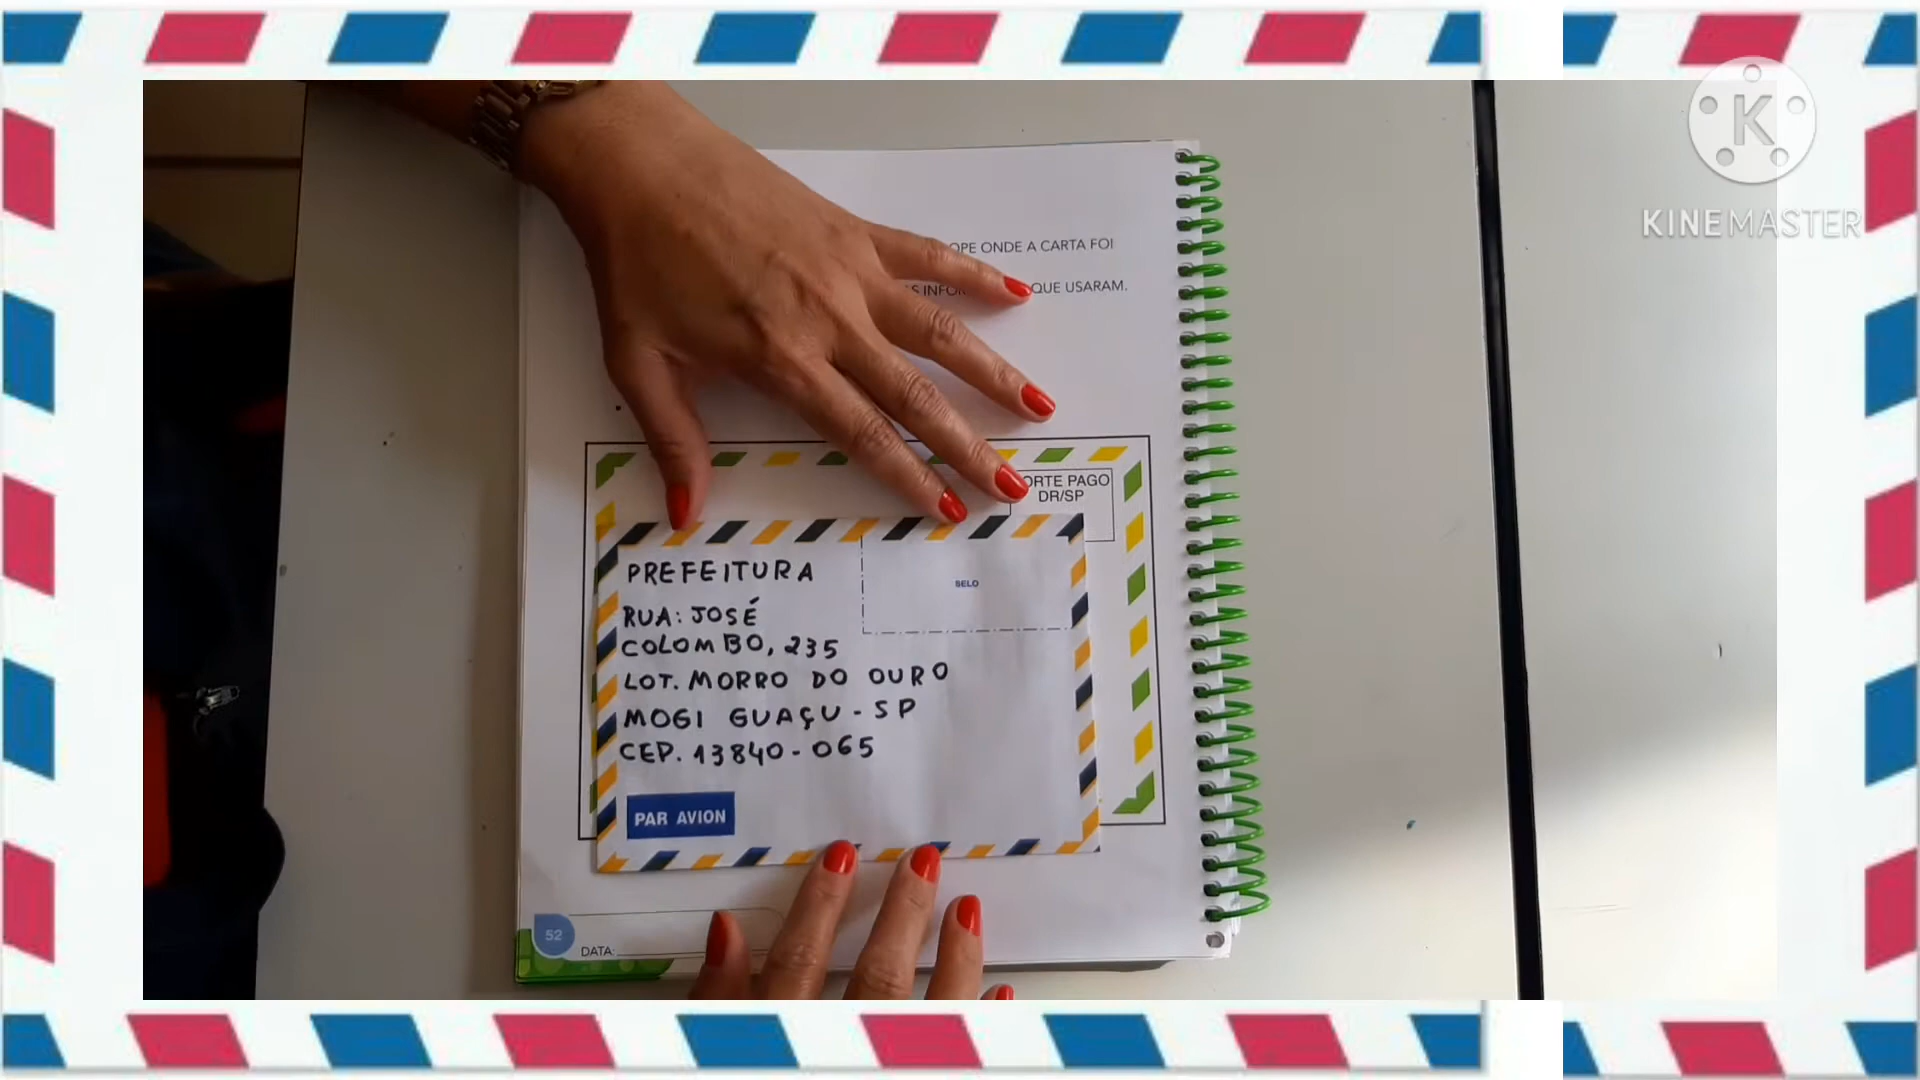 K
KINEMASTER
OPE ONDE A CARTA FOI
QUE USARAM.
ORTE PAGO
DR/SP
SELO
PREFEITURA
RUA: JOSÉ
COLOMBO, 235
LOT. MORRO DO OURO
MOGI GUAÇU - SP
CEP. 13840-065
PAR AVION
52
DATA: